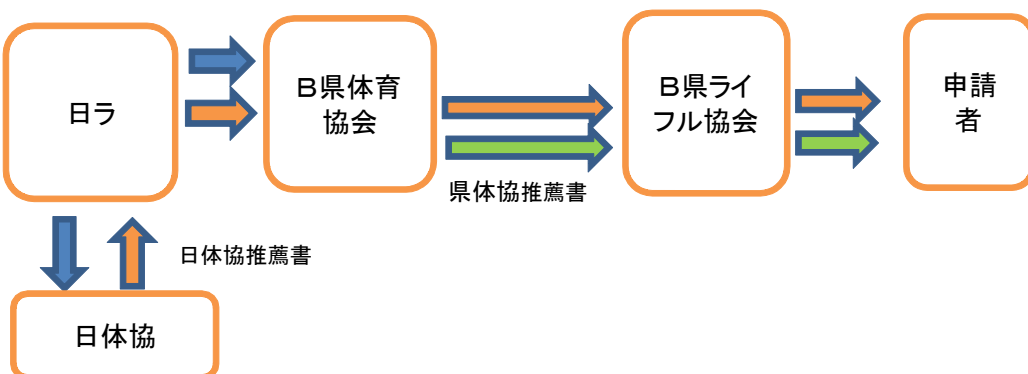 日ラ
B県体育
協会
B県ライ
フル協会
申請
者
県体協推薦書
日体協推薦書
日体協